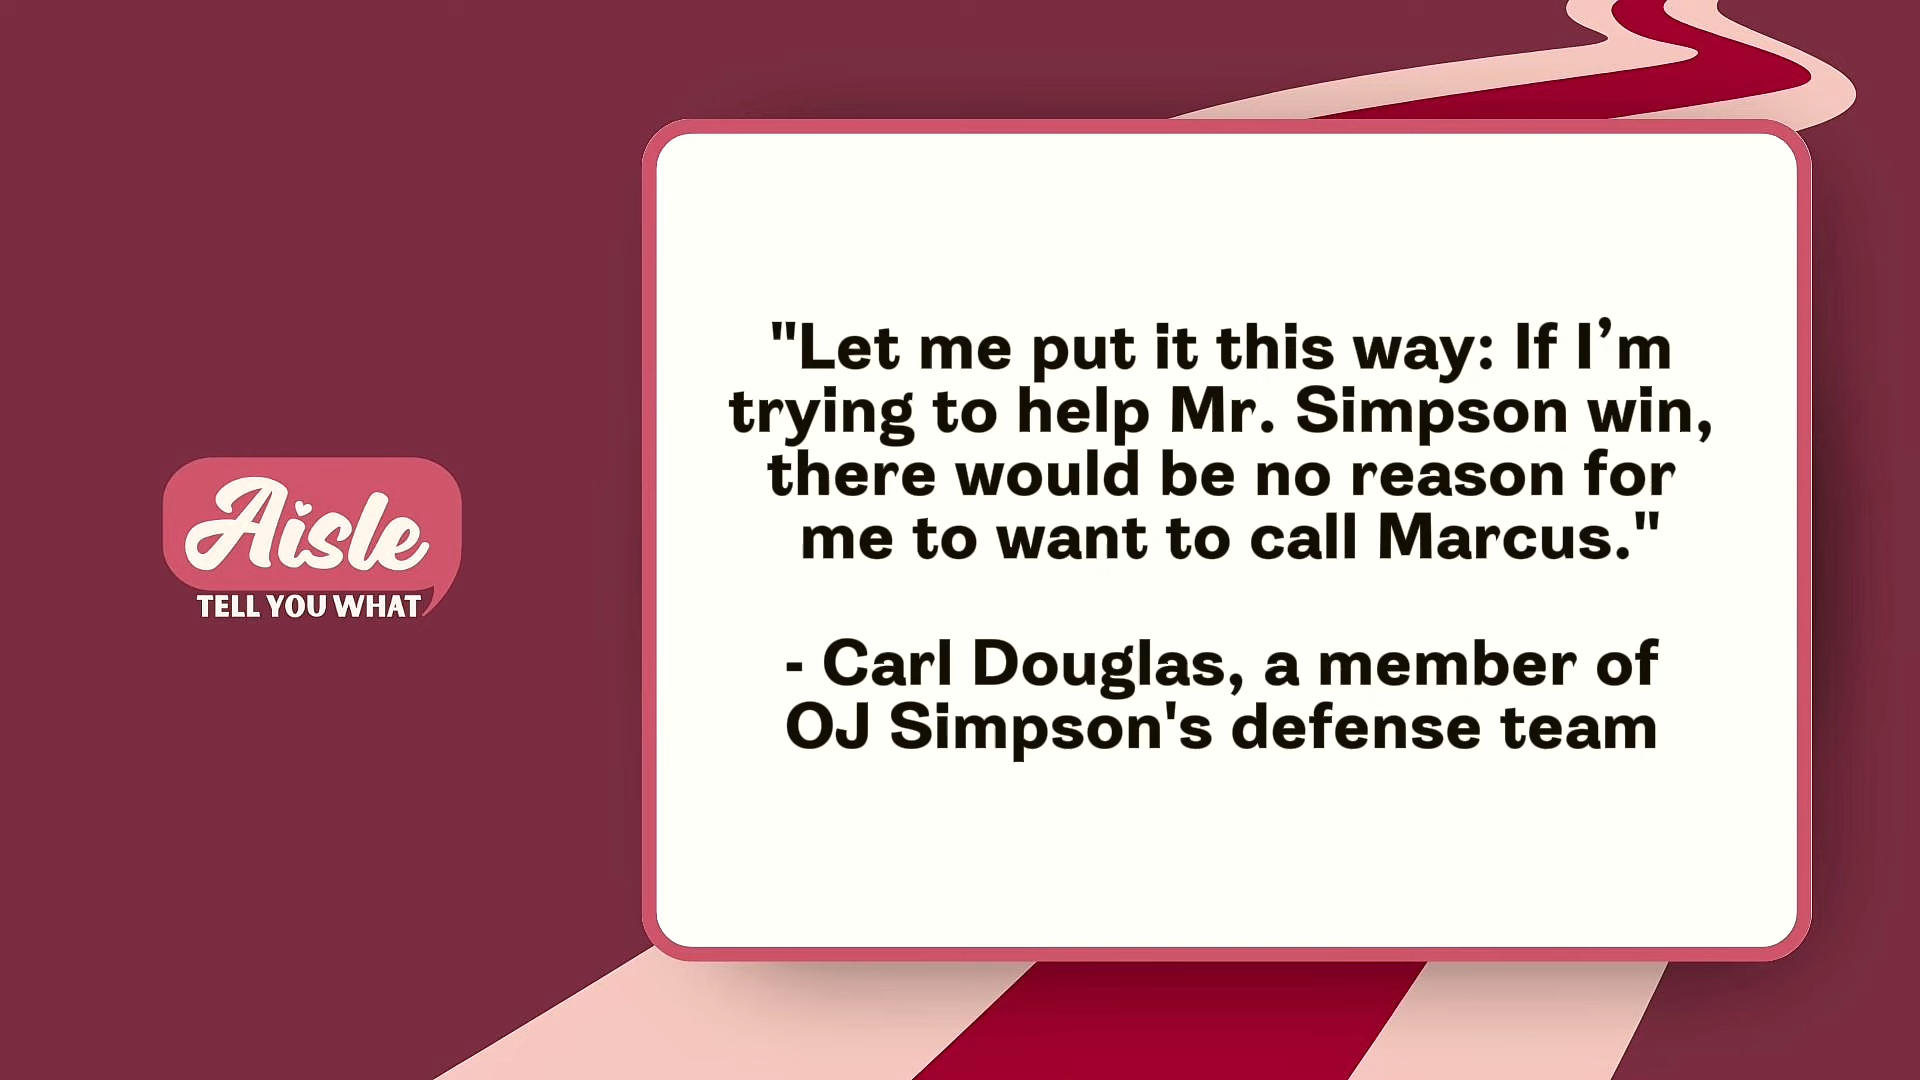 Aisle
TELL YOU WHAT
"Let me put it this way: If I’m
trying to help Mr. Simpson win,
there would be no reason for
me to want to call Marcus."
- Carl Douglas, a member of
OJ Simpson's defense team